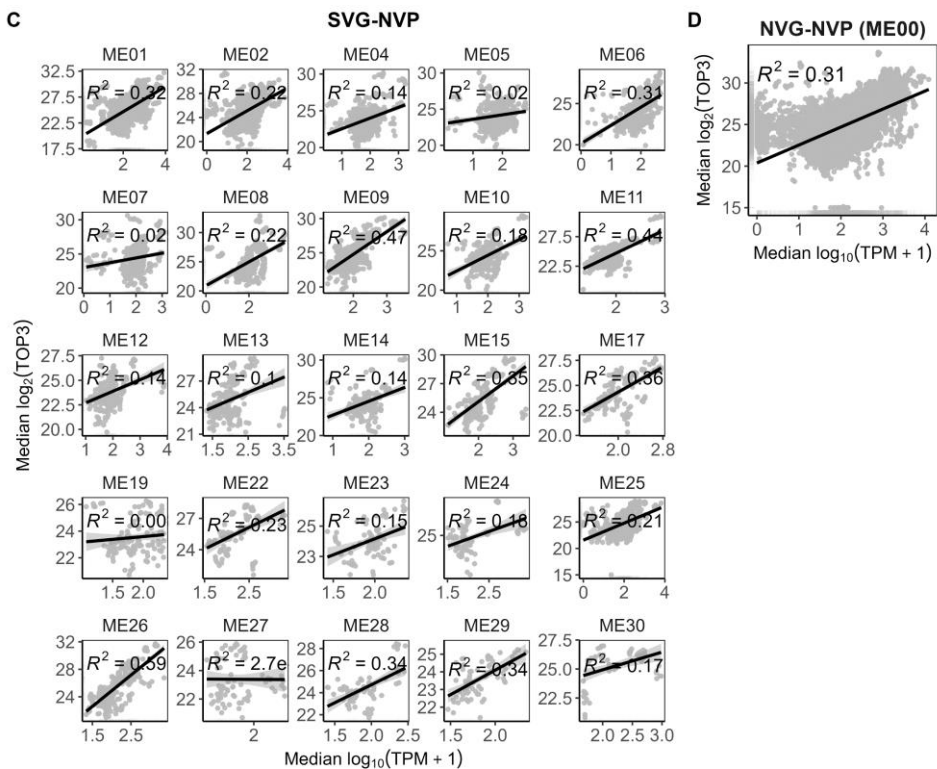 C
SVG-NVP
ME01 ME02 ME04 ME05 ME06
R² = 0.32 R² = 0.22 R² = 0.14 R² = 0.02 R² = 0.31
32.5 27.5 22.5 17.5
2 4
30 28 24 20
0 2 4
30 25 20
1 2 3
30 25 20
1 2
28 24 20
1 2
ME07 ME08 ME09 ME10 ME11
R² = 0.02 R² = 0.22 R² = 0.47 R² = 0.18 R² = 0.44
30 25 20
0 1 2 3
30 25 20
0 2
30 25 20
2 3
30 25 20
1 2 3
27.5 22.5
2 3
ME12 ME13 ME14 ME15 ME17
R² = 0.14 R² = 0.1 R² = 0.14 R² = 0.35 R² = 0.36
27.5 25.0 22.5 20.0
1 2 3 4
27 24 21
1.5 2.5 3.5
30 25 20
1 2 3
30 27 24
2 3
27.5 25.0 22.5 20.0
2.0 2.8
ME19 ME22 ME23 ME24 ME25
R² = 0.00 R² = 0.23 R² = 0.15 R² = 0.18 R² = 0.21
26 24 22
1.5 2.0
27 24
1.5 2.5
25 23
1.5 2.0
25
1.5 2.5
30 25 20 15
0 2 4
ME26 ME27 ME28 ME29 ME30
R² = 0.59 R² = 2.7e R² = 0.34 R² = 0.34 R² = 0.17
32 28 24
1.5 2.5
26 24 22
2
28 26 24 22
1.5 2.0 2.5
25 24 23 22 21
1.5 2.0
27.5 25.0 22.5
2.0 2.5 3.0
Median log₂(TOP3)
Median log₁₀(TPM + 1)
D
NVG-NVP (ME00)
R² = 0.31
30
25
20
15
0 1 2 3 4
Median log₂(TOP3)
Median log₁₀(TPM + 1)